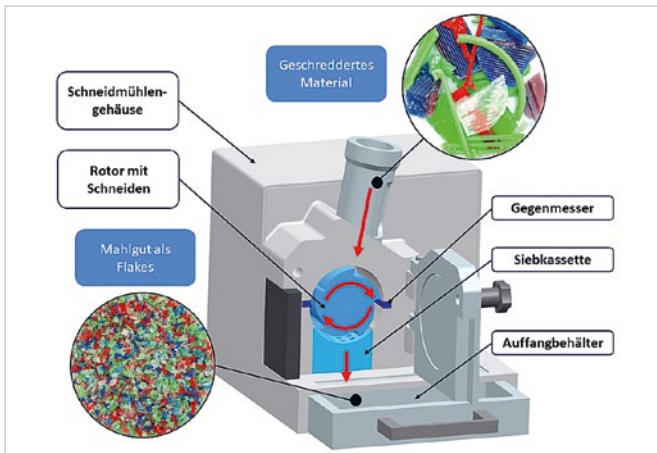 Geschreddertes
Material
Schneidmühlen-
gehäuse
Rotor mit
Schneiden
Gegenmesser
Mahlgut als
Flakes
Siebkassette
Auffangbehälter